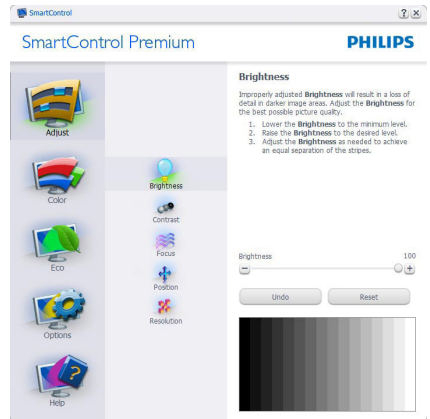 SmartControl
? ×
SmartControl Premium
PHILIPS
Adjust
Color
Eco
Options
Help
Brightness
Contrast
Focus
Position
Resolution
Brightness
Improperly adjusted Brightness will result in a loss of
detail in darker image areas. Adjust the Brightness for
the best possible picture quality.
1. Lower the Brightness to the minimum level.
2. Raise the Brightness to the desired level.
3. Adjust the Brightness as needed to achieve
an equal separation of the stripes.
Brightness 100
Undo Reset